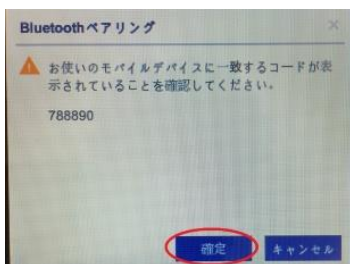 Bluetoothペアリング
お使いのモバイルデバイスに一致するコードが表
示されていることを確認してください。
788890
確定
キャンセル